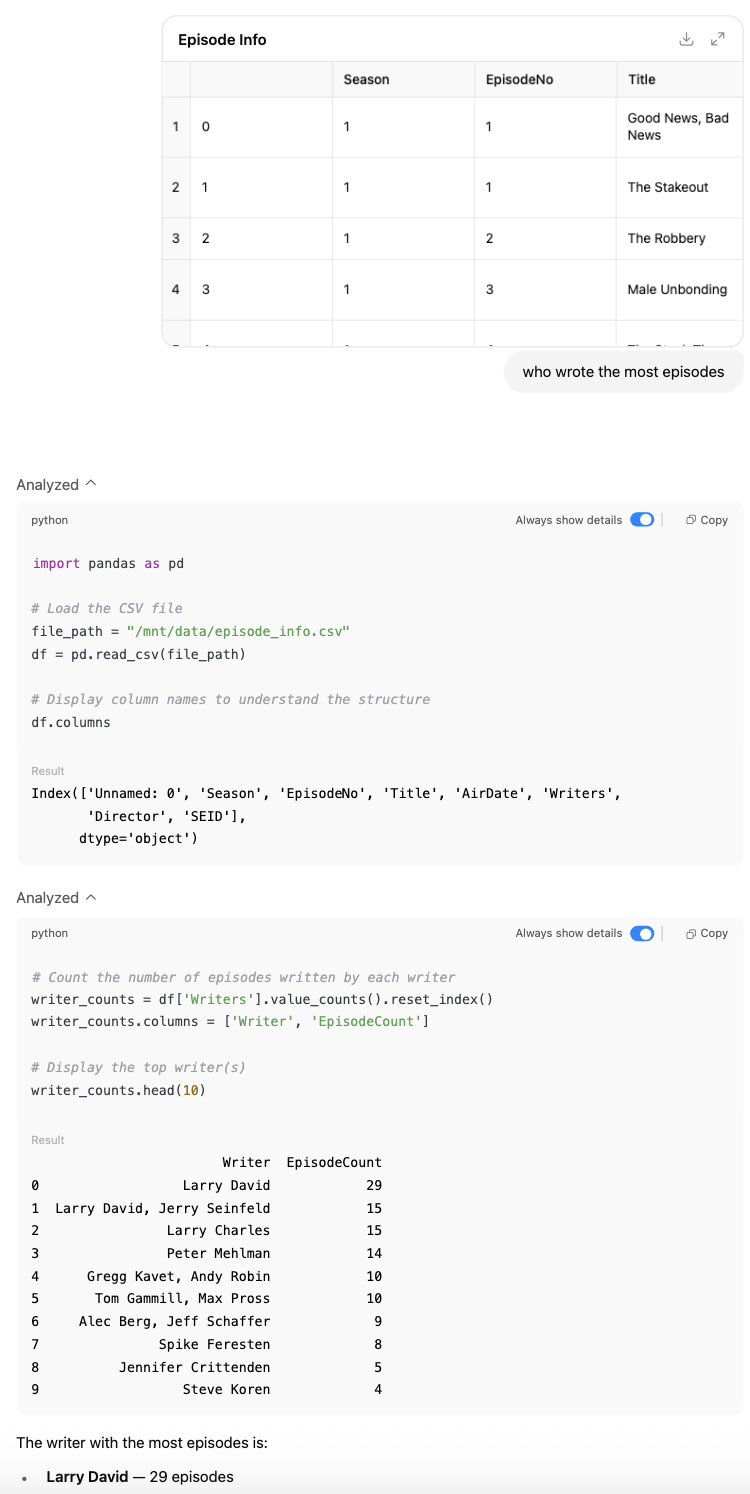 Episode Info
Season EpisodeNo Title
1 0 1 1 Good News, Bad
News
2 1 1 1 The Stakeout
3 2 1 2 The Robbery
4 3 1 3 Male Unbonding
who wrote the most episodes
Analyzed
python Always show details Copy
import pandas as pd
# Load the CSV file
file_path = "/mnt/data/episode_info.csv"
df = pd.read_csv(file_path)
# Display column names to understand the structure
df.columns
Result
Index(['Unnamed: 0', 'Season', 'EpisodeNo', 'Title', 'AirDate', 'Writers',
'Director', 'SEID'],
dtype='object')
Analyzed
python Always show details Copy
# Count the number of episodes written by each writer
writer_counts = df['Writers'].value_counts().reset_index()
writer_counts.columns = ['Writer', 'EpisodeCount']
# Display the top writer(s)
writer_counts.head(10)
Result
Writer EpisodeCount
0 Larry David 29
1 Larry David, Jerry Seinfeld 15
2 Larry Charles 15
3 Peter Mehlman 14
4 Gregg Kavet, Andy Robin 10
5 Tom Gammill, Max Pross 10
6 Alec Berg, Jeff Schaffer 9
7 Spike Feresten 8
8 Jennifer Crittenden 5
9 Steve Koren 4
The writer with the most episodes is:
• Larry David — 29 episodes